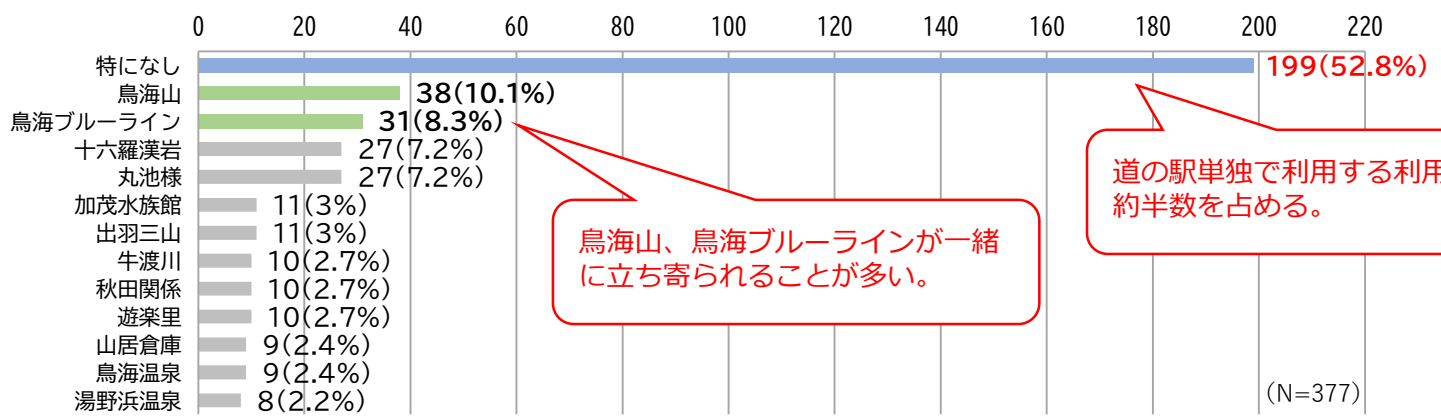 0 20 40 60 80 100 120 140 160 180 200 220
特になし 199(52.8%)
鳥海山 38(10.1%)
鳥海ブルーライン 31(8.3%)
十六羅漢岩 27(7.2%)
丸池様 27(7.2%)
加茂水族館 11(3%)
出羽三山 11(3%)
牛渡川 10(2.7%)
秋田関係 10(2.7%)
遊楽里 10(2.7%)
山居倉庫 9(2.4%)
鳥海温泉 9(2.4%)
湯野浜温泉 8(2.2%)
鳥海山、鳥海ブルーラインが一緒
に立ち寄られることが多い。
道の駅単独で利用する利用
約半数を占める。
(N=377)